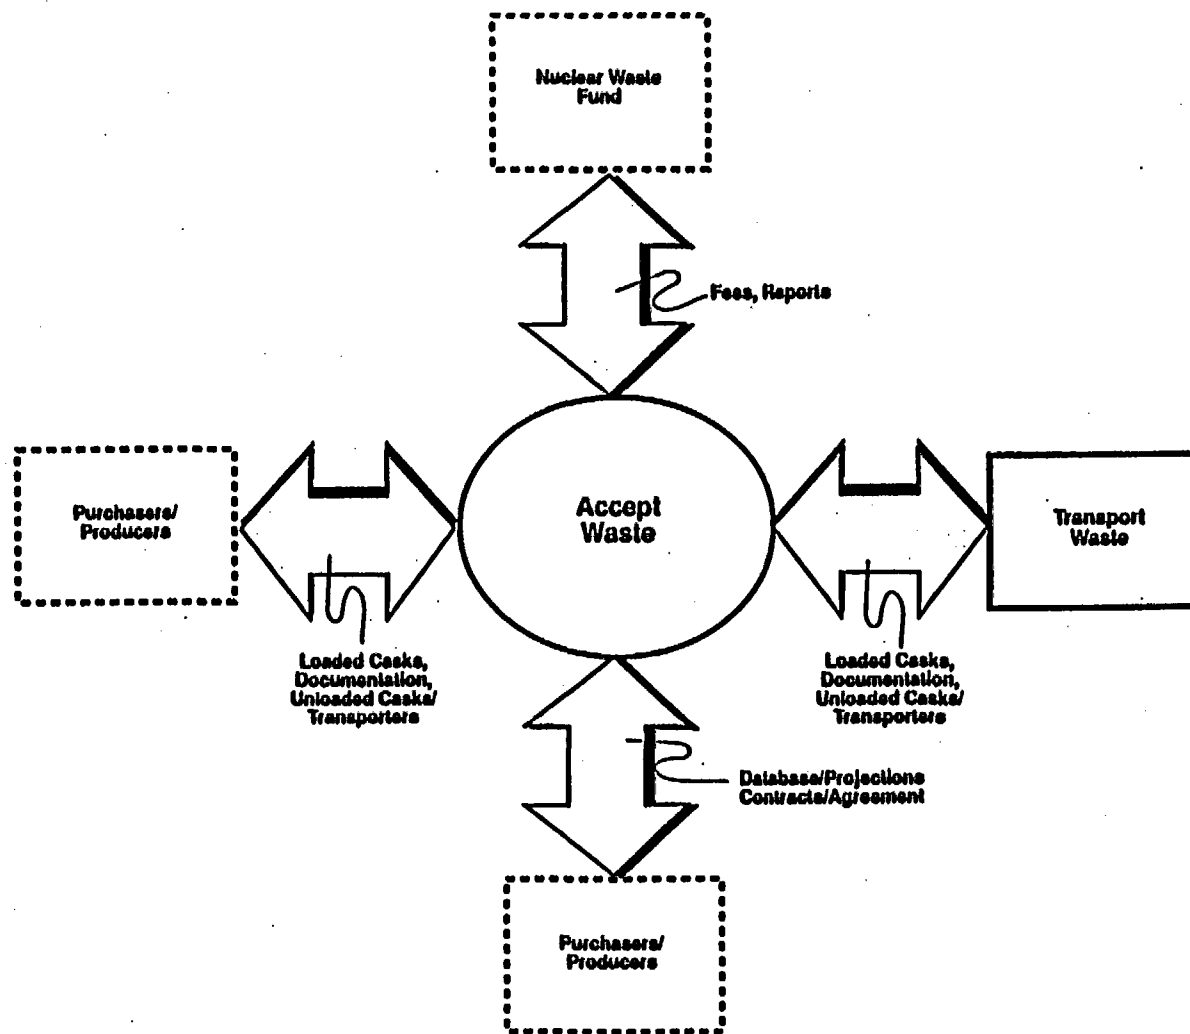 Nuclear Waste
Fund
Fees, Reports
Purchasers/
Producers
Accept
Waste
Transport
Waste
Loaded Casks,
Documentation,
Unloaded Casks/
Transporters
Loaded Casks,
Documentation,
Unloaded Casks/
Transporters
Database/Projections
Contracts/Agreement
Purchasers/
Producers